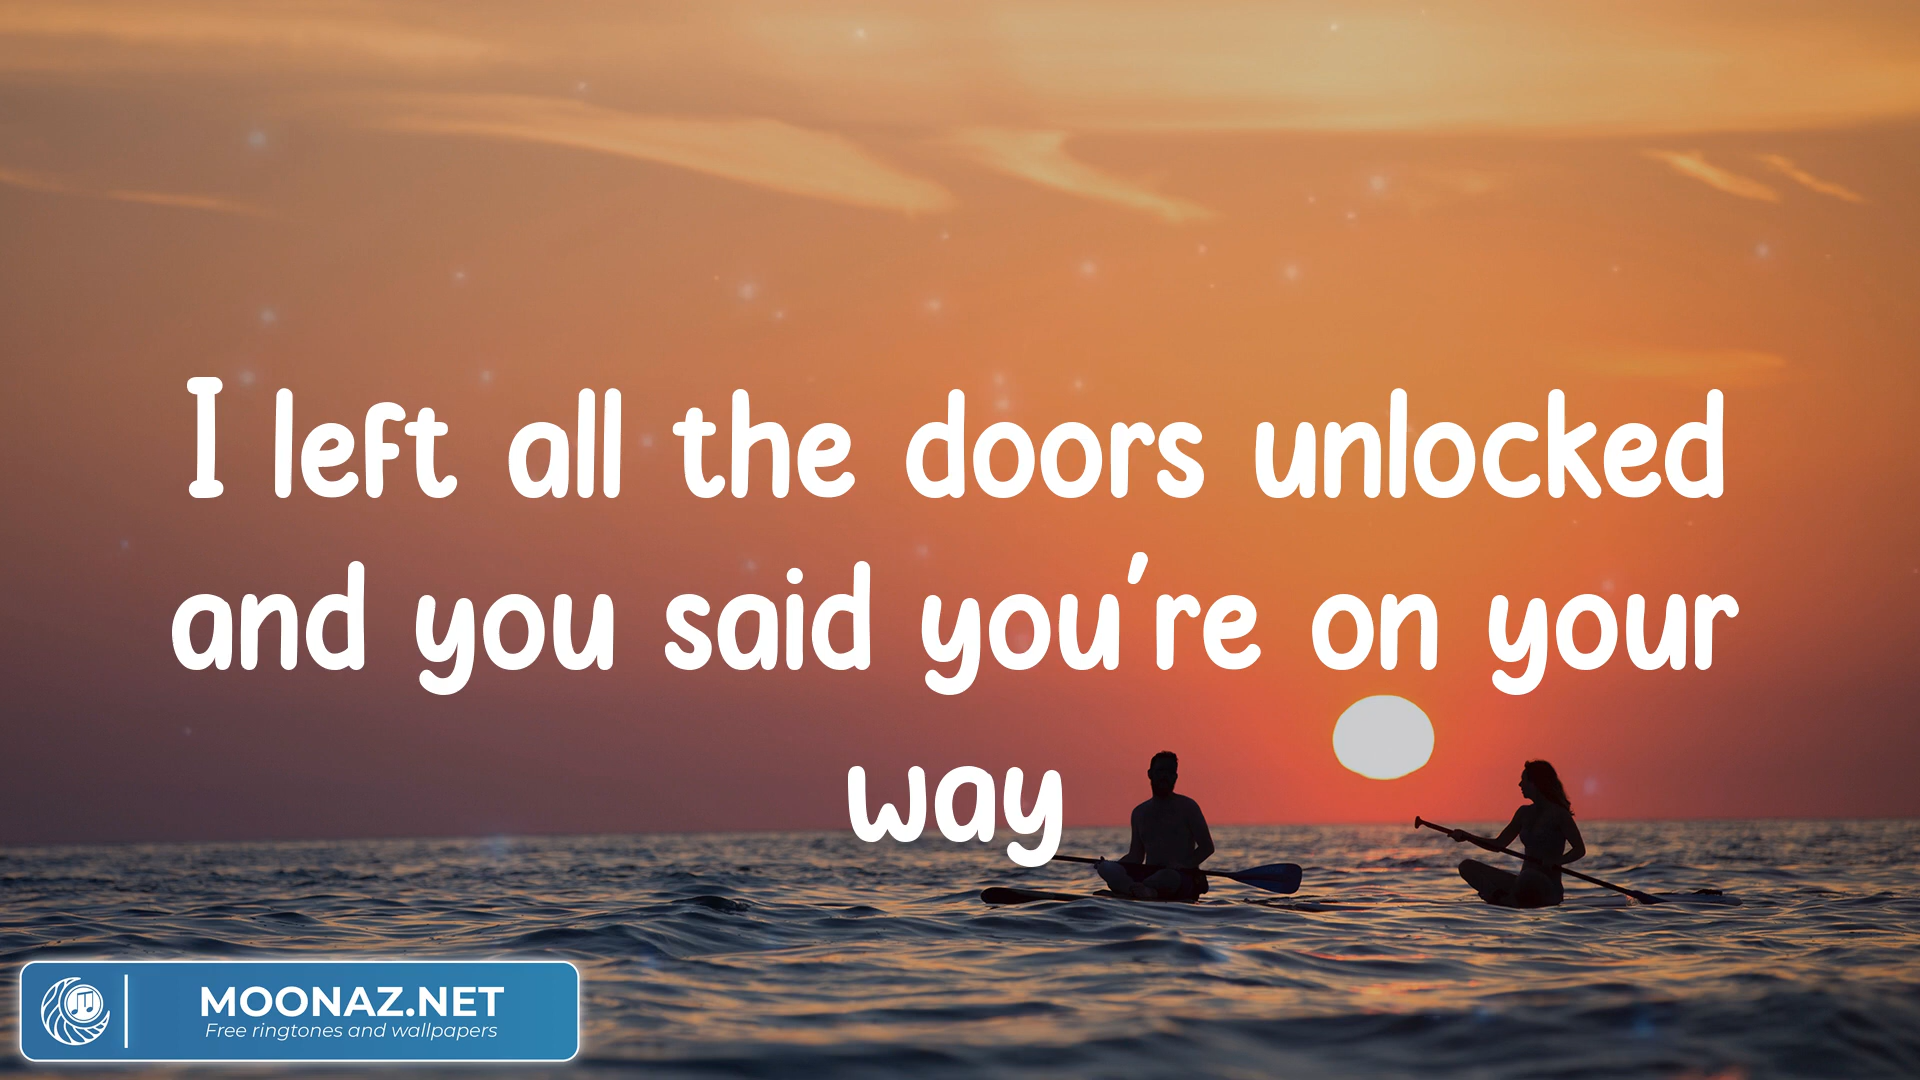 I left all the doors unlocked
and you said you're on your
way
MOONAZ.NET
Free ringtones and wallpapers